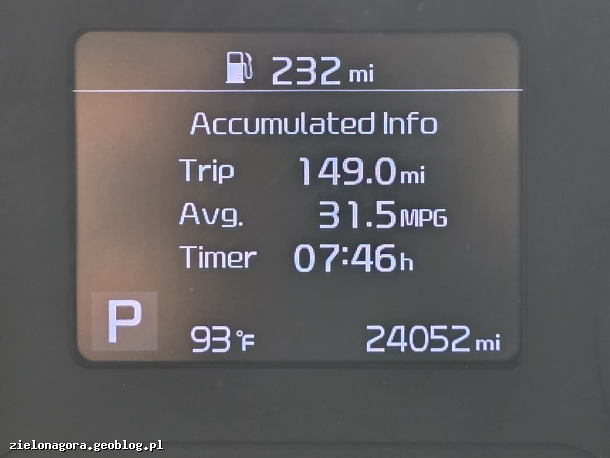 232 mi
Accumulated Info
Trip 149.0 mi
Avg. 31.5 MPG
Timer 07:46 h
P 93 °F 24052 mi
zielonagora.geoblog.pl